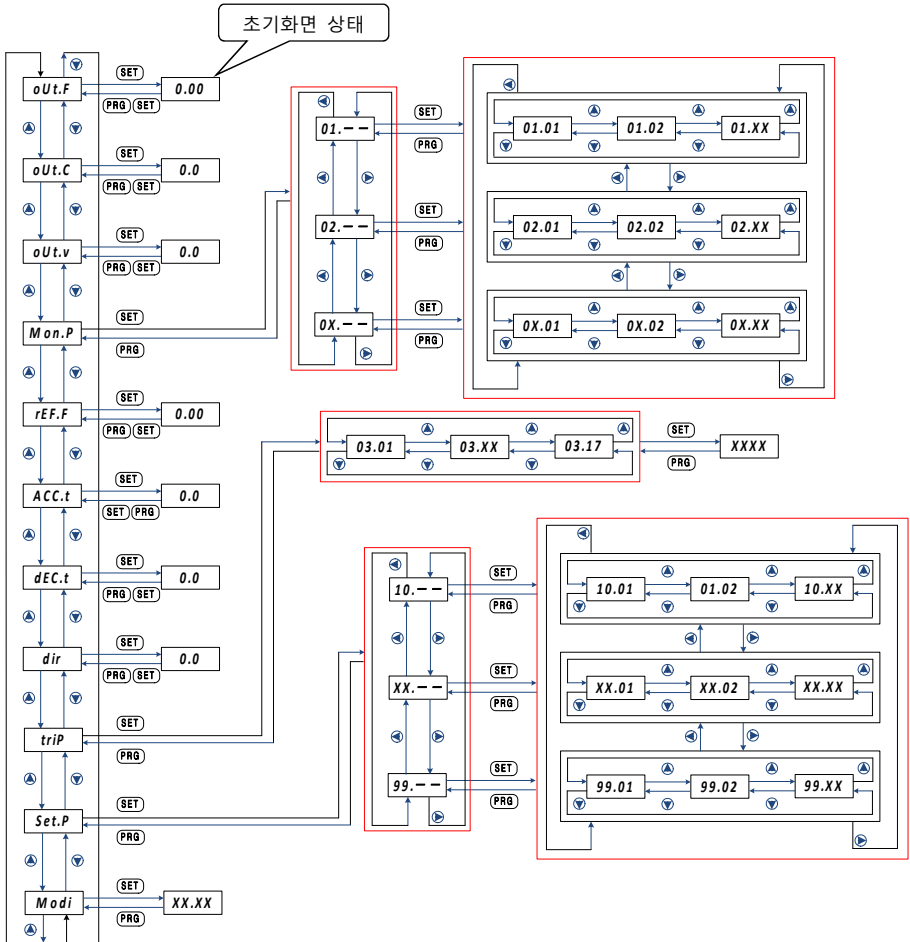 초기화면 상태
oUt.F SET 0.00
PRG SET
oUt.C SET 0.0
PRG SET
oUt.v SET 0.0
PRG SET
Mon.P SET
PRG
rEF.F SET 0.00
PRG SET
ACC.t SET 0.0
SET PRG
dEC.t SET 0.0
PRG SET
dir SET 0.0
PRG SET
triP SET
PRG
Set.P SET
PRG
Modi SET XX.XX
PRG
01.-- SET
PRG
01.01 01.02 01.XX
02.-- SET
PRG
02.01 02.02 02.XX
0X.-- SET
PRG
0X.01 0X.02 0X.XX
03.01 03.XX 03.17 SET XXXX
PRG
10.-- SET
PRG
10.01 01.02 10.XX
XX.-- SET
PRG
XX.01 XX.02 XX.XX
99.-- SET
PRG
99.01 99.02 99.XX